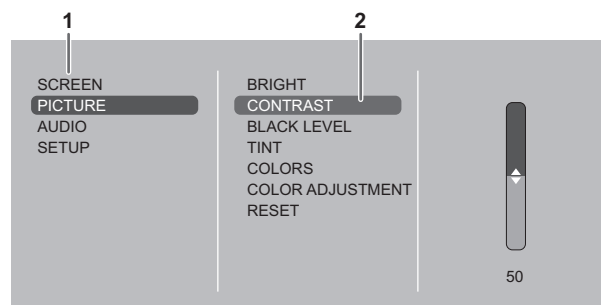 1 2
SCREEN
PICTURE
AUDIO
SETUP
BRIGHT
CONTRAST
BLACK LEVEL
TINT
COLORS
COLOR ADJUSTMENT
RESET
50